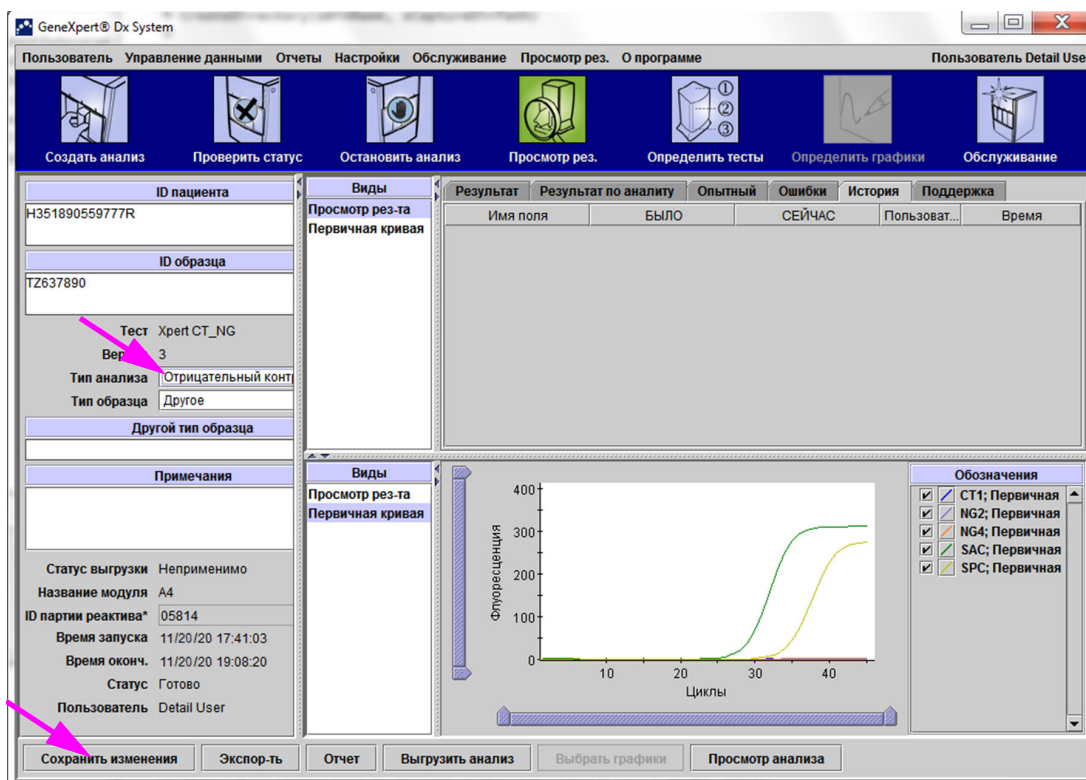 GeneXpert® Dx System
Пользователь Управление данными Отчеты Настройки Обслуживание Просмотр рез. О программе Пользователь Detail Use
Создать анализ Проверить статус Остановить анализ Просмотр рез. Определить тесты Определить графики Обслуживание
ID пациента
H351890559777R
ID образца
TZ637890
Тест Xpert CT_NG
3
Тип анализа Отрицательный конт
Тип образца Другое
Другой тип образца
Примечания
Статус выгрузки Неприменимо
Название модуля A4
ID партии реактива* 05814
Время запуска 11/20/20 17:41:03
Время оконч. 11/20/20 19:08:20
Статус Готово
Пользователь Detail User
Виды
Просмотр рез-та
Первичная кривая
Результат Результат по аналиту Опытный Ошибки История Поддержка
Имя поля БЫЛО СЕЙЧАС Пользоват... Время
Виды
Просмотр рез-та
Первичная кривая
Флуоресценция
400
300
200
100
0
10 20 30 40
Циклы
Обозначения
CT1; Первичная
NG2; Первичная
NG4; Первичная
SAC; Первичная
SPC; Первичная
Сохранить изменения Экспор-ть Отчет Выгрузить анализ Выбрать графики Просмотр анализа